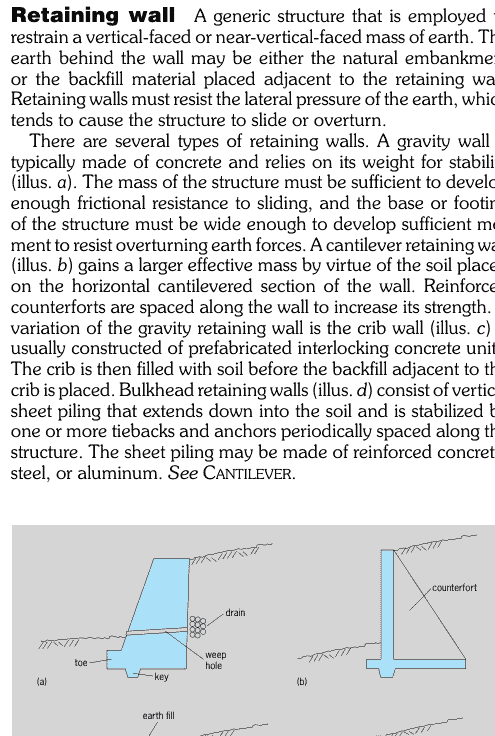 Retaining wall A generic structure that is employed
restrain a vertical-faced or near-vertical-faced mass of earth. Th
earth behind the wall may be either the natural embankme
or the backfill material placed adjacent to the retaining wa
Retaining walls must resist the lateral pressure of the earth, whic
tends to cause the structure to slide or overturn.
There are several types of retaining walls. A gravity wall
typically made of concrete and relies on its weight for stabili
(illus. a). The mass of the structure must be sufficient to develo
enough frictional resistance to sliding, and the base or footin
of the structure must be wide enough to develop sufficient mo
ment to resist overturning earth forces. A cantilever retaining wa
(illus. b) gains a larger effective mass by virtue of the soil place
on the horizontal cantilevered section of the wall. Reinforce
counterforts are spaced along the wall to increase its strength.
variation of the gravity retaining wall is the crib wall (illus. c)
usually constructed of prefabricated interlocking concrete unit
The crib is then filled with soil before the backfill adjacent to th
crib is placed. Bulkhead retaining walls (illus. d) consist of vertic
sheet piling that extends down into the soil and is stabilized b
one or more tiebacks and anchors periodically spaced along th
structure. The sheet piling may be made of reinforced concret
steel, or aluminum. See CANTILEVER.
drain
counterfort
toe
weep
hole
key
(a)
(b)
earth fill